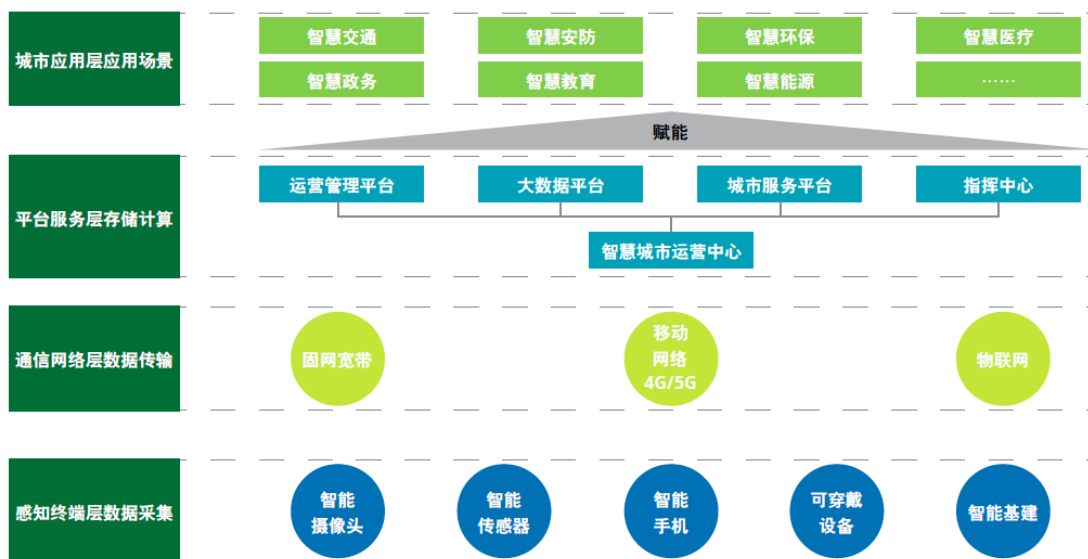 城市应用层应用场景
智慧交通
智慧安防
智慧环保
智慧医疗
智慧政务
智慧教育
智慧能源
……
赋能
平台服务层存储计算
运营管理平台
大数据平台
城市服务平台
指挥中心
智慧城市运营中心
通信网络层数据传输
固网宽带
移动
网络
4G/5G
物联网
感知终端层数据采集
智能
摄像头
智能
传感器
智能
手机
可穿戴
设备
智能基建